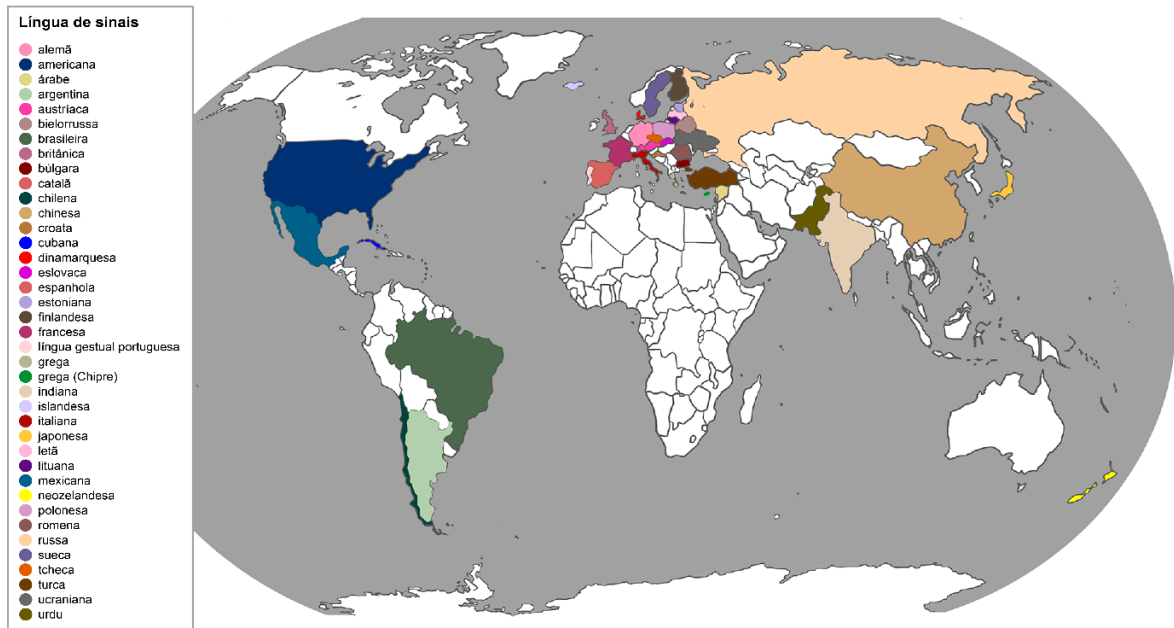 Língua de sinais
alemã
americana
árabe
argentina
austríaca
bielorrussa
brasileira
britânica
búlgara
catalã
chilena
chinesa
croata
cubana
dinamarquesa
eslovaca
espanhola
estoniana
finlandesa
francesa
língua gestual portuguesa
grega
grega (Chipre)
indiana
islandesa
italiana
japonesa
letã
lituana
mexicana
neozelandesa
polonesa
romena
russa
sueca
tcheca
turca
ucraniana
urdu